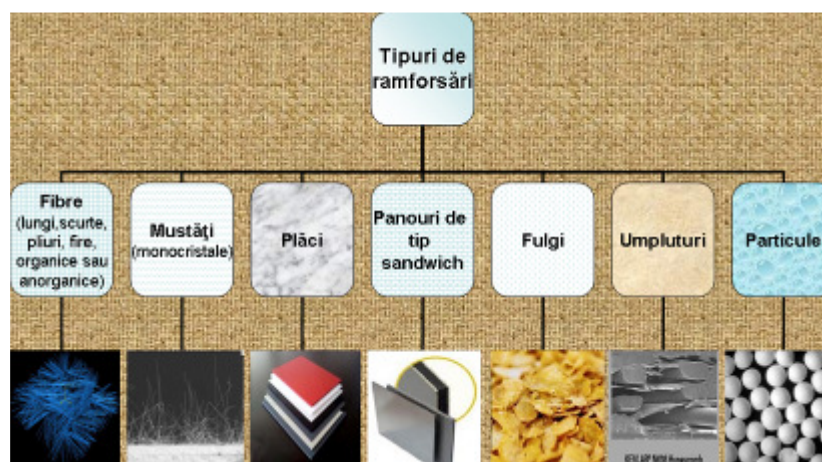 Tipuri de
ramforsări
Fibre
(lungi,scurte,
pliuri, fire,
organice sau
anorganice)
Mustăţi
(monocristale)
Plăci
Panouri de
tip
sandwich
Fulgi
Umpluturi
Particule